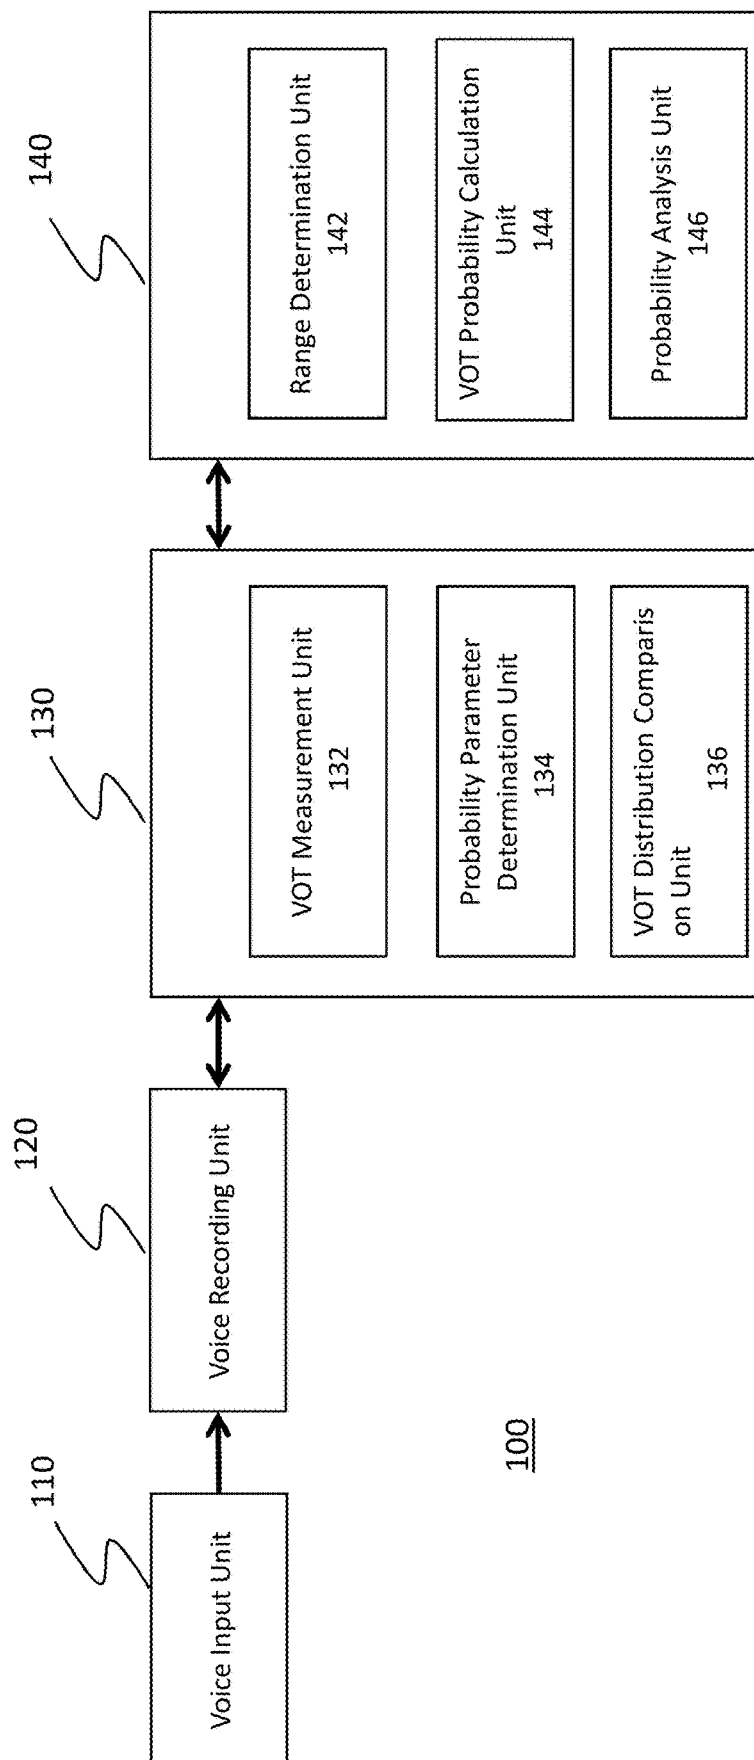 110
Voice Input Unit
120
Voice Recording Unit
130
VOT Measurement Unit
132
Probability Parameter
Determination Unit
134
VOT Distribution Comparis
on Unit
136
140
Range Determination Unit
142
VOT Probability Calculation
Unit
144
Probability Analysis Unit
146
100